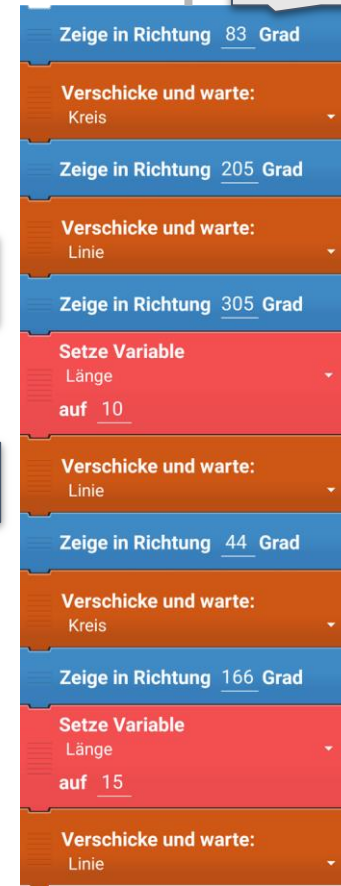 Zeige in Richtung 83 Grad
Verschicke und warte:
Kreis
Zeige in Richtung 205 Grad
Verschicke und warte:
Linie
Zeige in Richtung 305 Grad
Setze Variable
Länge
auf 10
Verschicke und warte:
Linie
Zeige in Richtung 44 Grad
Verschicke und warte:
Kreis
Zeige in Richtung 166 Grad
Setze Variable
Länge
auf 15
Verschicke und warte:
Linie